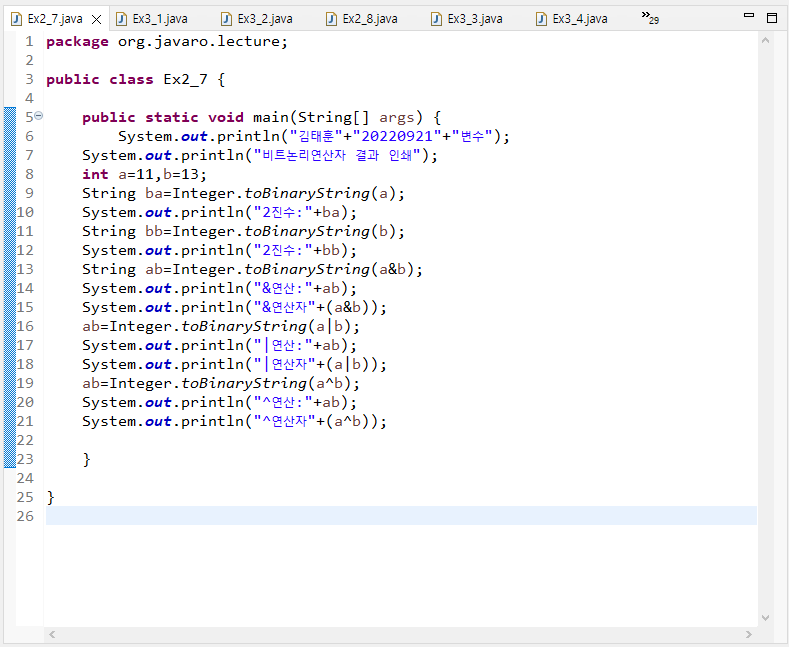 Ex2_7.java Ex3_1.java Ex3_2.java Ex2_8.java Ex3_3.java Ex3_4.java »29
1 package org.javaro.lecture;
2
3 public class Ex2_7 {
4
5 public static void main(String[] args) {
6 System.out.println("김태훈"+"20220921"+"변수");
7 System.out.println("비트논리연산자 결과 인쇄");
8 int a=11,b=13;
9 String ba=Integer.toBinaryString(a);
10 System.out.println("2진수:"+ba);
11 String bb=Integer.toBinaryString(b);
12 System.out.println("2진수:"+bb);
13 String ab=Integer.toBinaryString(a&b);
14 System.out.println("&연산:"+ab);
15 System.out.println("&연산자"+(a&b));
16 ab=Integer.toBinaryString(a|b);
17 System.out.println("|연산:"+ab);
18 System.out.println("|연산자"+(a|b));
19 ab=Integer.toBinaryString(a^b);
20 System.out.println("^연산:"+ab);
21 System.out.println("^연산자"+(a^b));
22
23 }
24
25 }
26